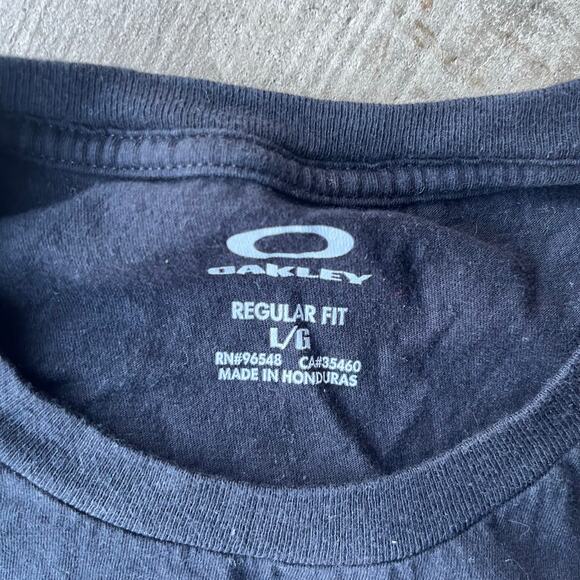 OAKLEY
REGULAR FIT
L/G
RN#96548 CA#35460
MADE IN HONDURAS